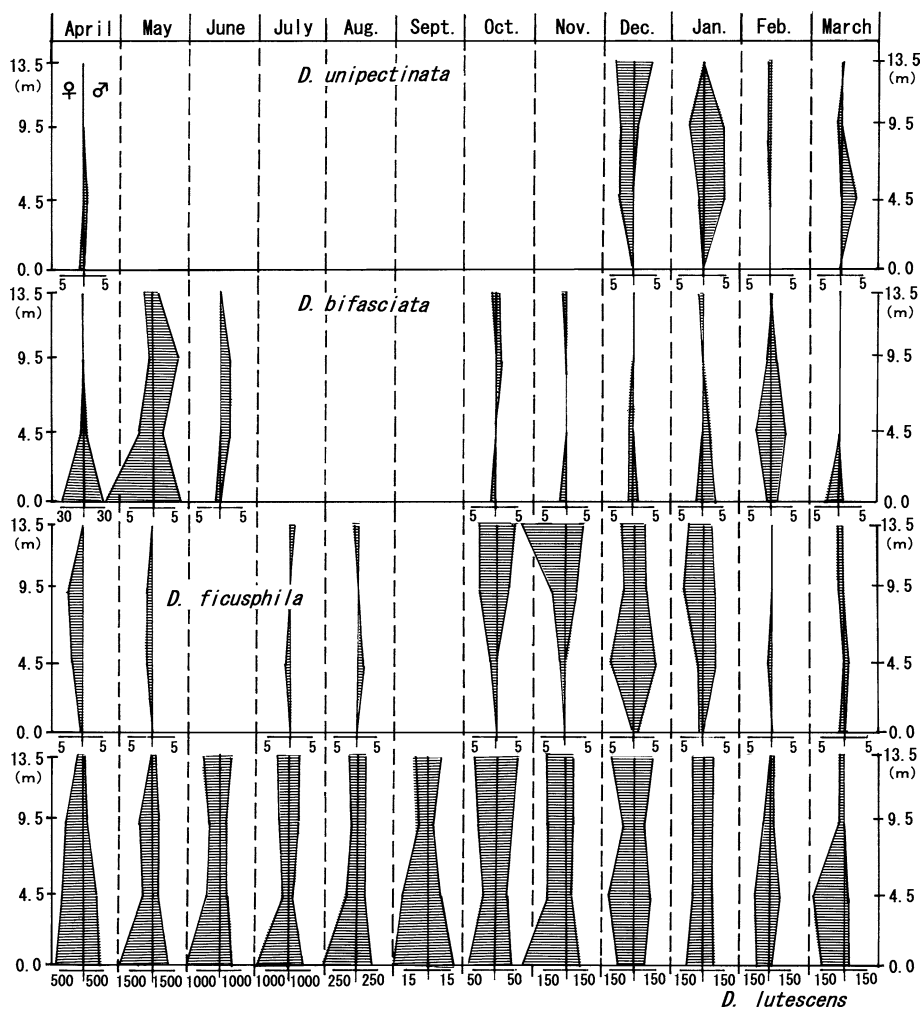 April May June July Aug. Sept. Oct. Nov. Dec. Jan. Feb. March
13.5 D. unipectinata 13.5
(m) ♀ ♂ (m)
9.5 9.5
4.5 4.5
0.0 0.0
5 5 5 5 5 5 5 5
13.5 D. bifasciata 13.5
(m) (m)
9.5 9.5
4.5 4.5
0.0 0.0
30 30 5 5 5 5 5 5 5 5 5 5 5 5 5 5 5 5
13.5 13.5
(m) (m)
9.5 D. ficusphila 9.5
4.5 4.5
0.0 0.0
5 5 5 5 5 5 5 5 5 5 5 5 5 5 5 5 5 5 5 5
13.5 13.5
(m) (m)
9.5 9.5
4.5 4.5
0.0 0.0
500 500 1500 1500 1000 1000 1000 1000 250 250 15 15 50 50 150 150 150 150 150 150 150 150 150 150
D. lutescens